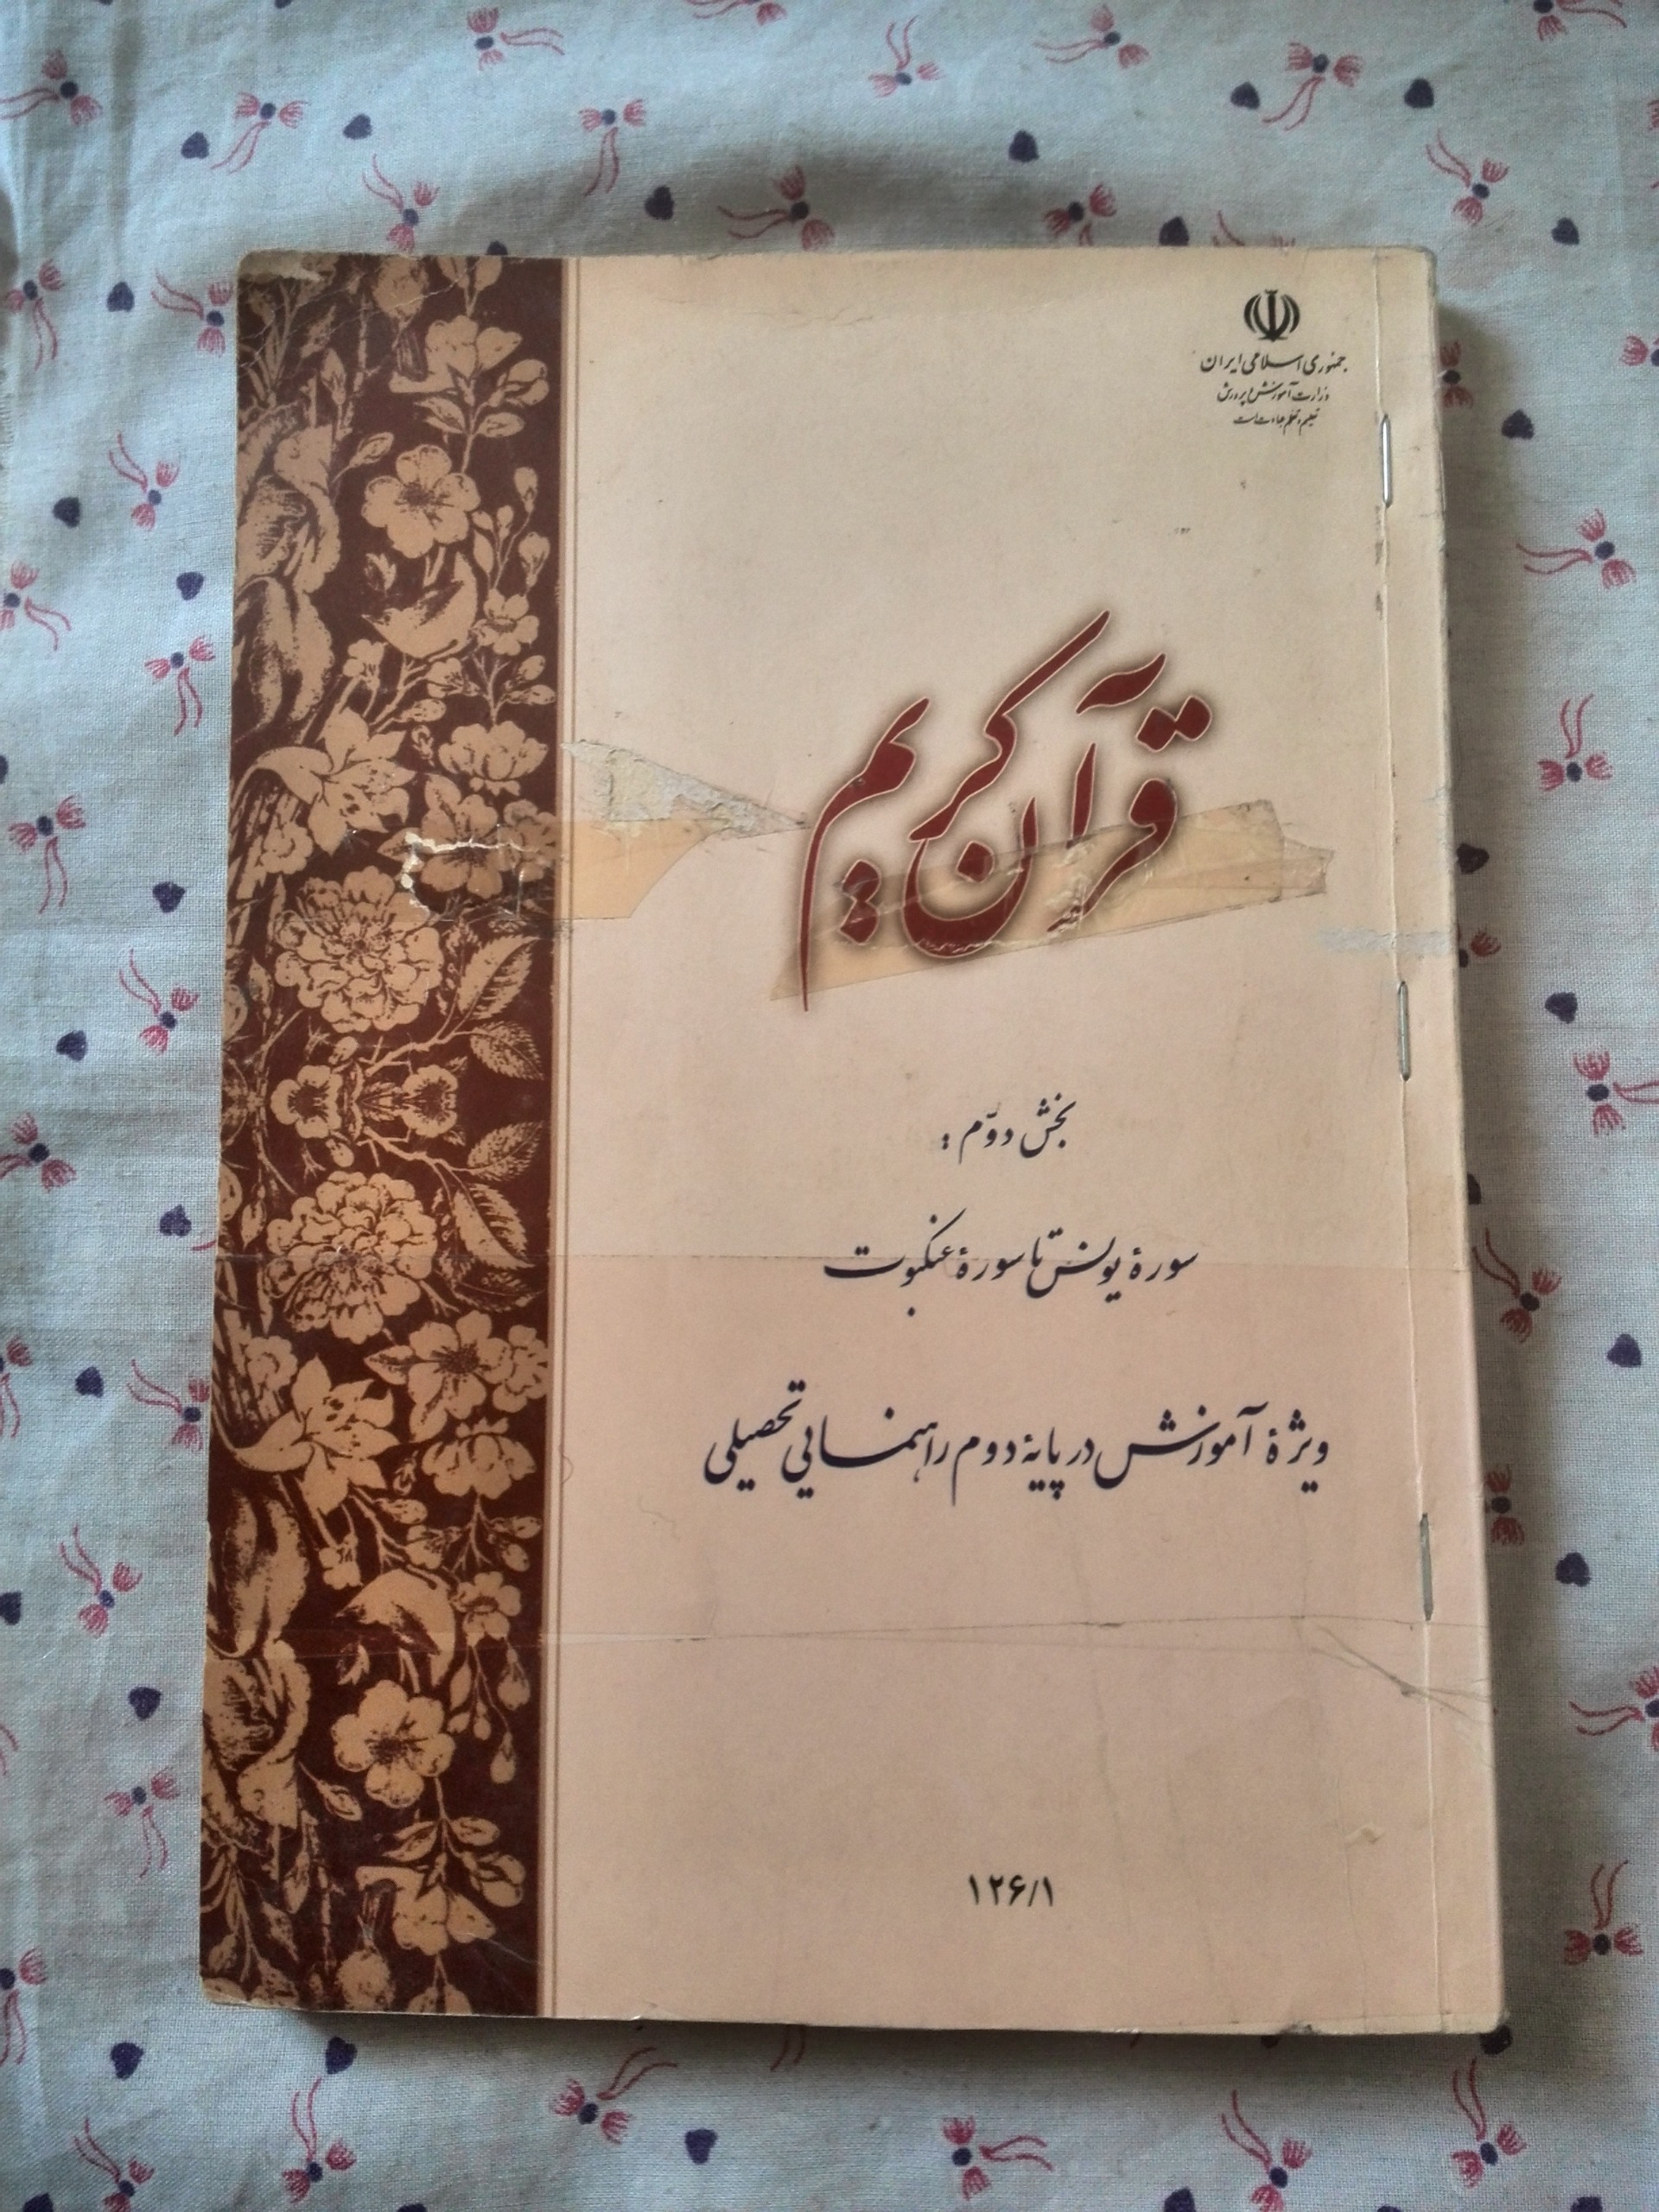 جمهوری اسلامی ایران
وزارت آموزش و پرورش
تعلیم و تعلم عبادت است
قرآن کریم
بخش دوّم :
سورهٔ یونس تا سورهٔ عنکبوت
ویژهٔ آموزش در پایهٔ دوم راهنمایی تحصیلی
۱۲۶/۱